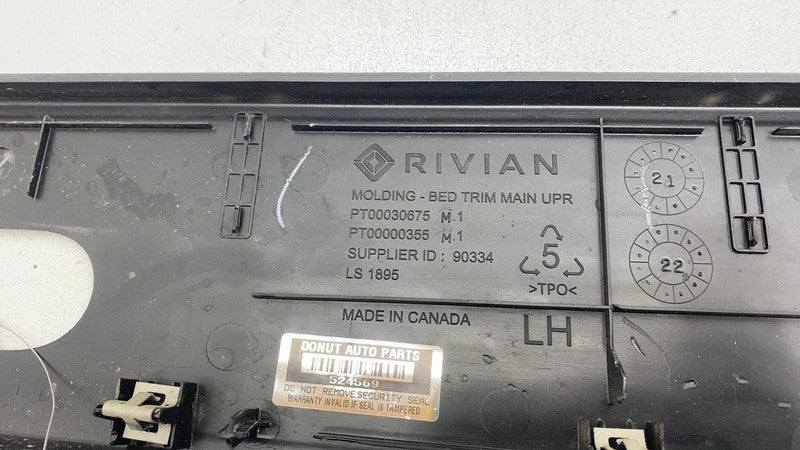 RIVIAN
MOLDING - BED TRIM MAIN UPR
PT00030675 M.1
PT00000355 M.1
SUPPLIER ID : 90334
LS 1895
5
>TPO<
21
22
MADE IN CANADA
LH
DONUT AUTO PARTS
524569
DO NOT REMOVE SECURITY SEAL
WARRANTY INVALID IF SEAL IS TAMPERED